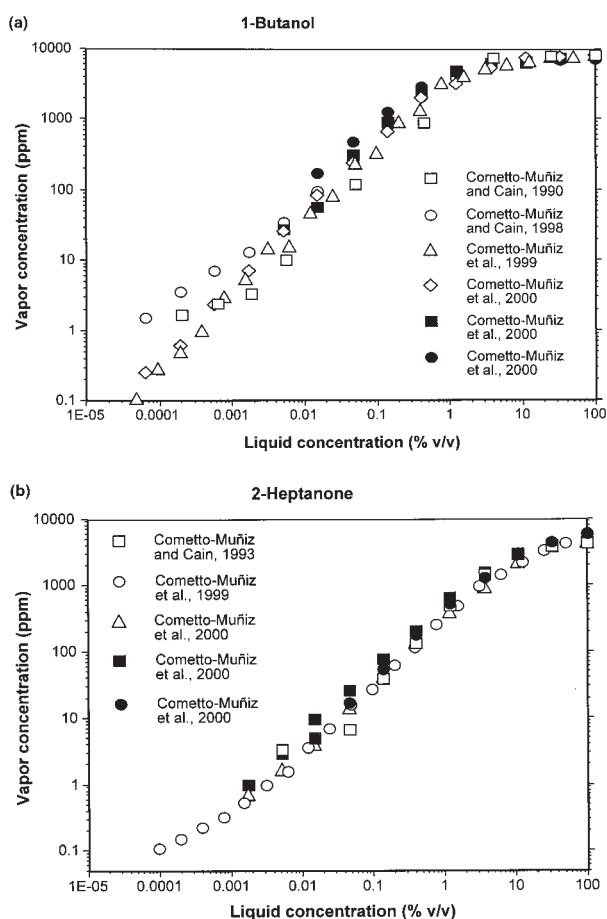 (a)
1-Butanol
Vapor concentration (ppm)
10000
1000
100
10
1
0.1
Cometto-Muñiz
and Cain, 1990
Cometto-Muñiz
and Cain, 1998
Cometto-Muñiz
et al., 1999
Cometto-Muñiz
et al., 2000
Cometto-Muñiz
et al., 2000
Cometto-Muñiz
et al., 2000
1E-05 0.0001 0.001 0.01 0.1 1 10 100
Liquid concentration (% v/v)
(b)
2-Heptanone
Vapor concentration (ppm)
10000
1000
100
10
1
0.1
Cometto-Muñiz
and Cain, 1993
Cometto-Muñiz
et al., 1999
Cometto-Muñiz
et al., 2000
Cometto-Muñiz
et al., 2000
Cometto-Muñiz
et al., 2000
1E-05 0.0001 0.001 0.01 0.1 1 10 100
Liquid concentration (% v/v)